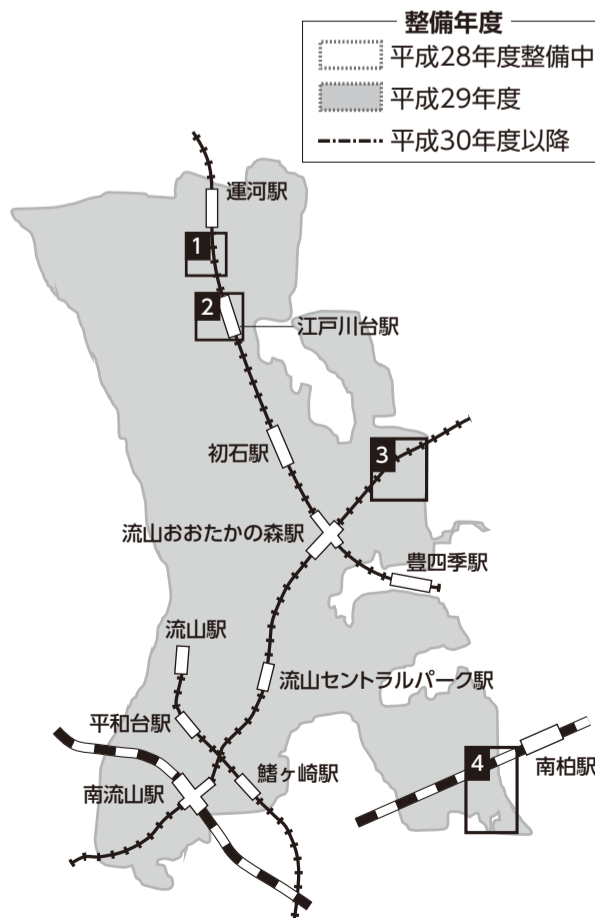 整備年度
平成28年度整備中
平成29年度
平成30年度以降
運河駅
1
2
江戸川台駅
初石駅
3
流山おおたかの森駅
豊四季駅
流山駅
流山セントラルパーク駅
平和台駅
4
南柏駅
鰭ヶ崎駅
南流山駅